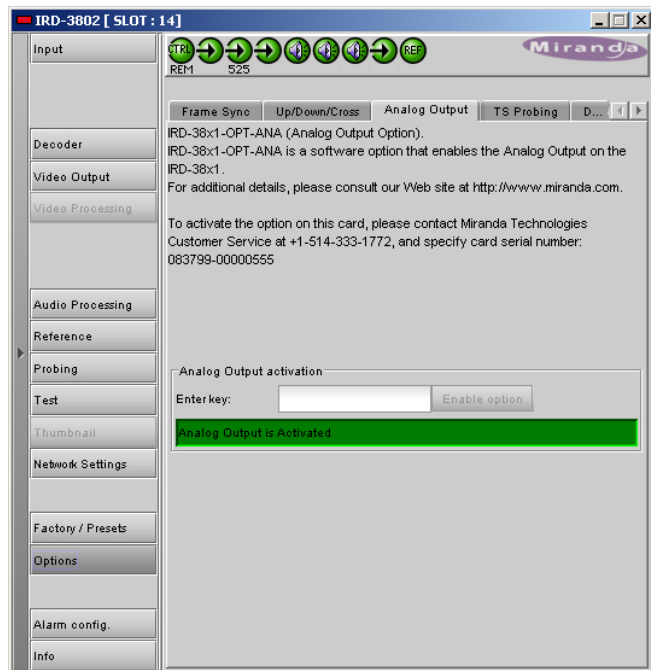 IRD-3802 [ SLOT : 14]
Input
CTRL
REF
REM
525
Miranda
Frame Sync
Up/Down/Cross
Analog Output
TS Probing
D...
IRD-38x1-OPT-ANA (Analog Output Option).
IRD-38x1-OPT-ANA is a software option that enables the Analog Output on the
IRD-38x1.
For additional details, please consult our Web site at http://www.miranda.com.
To activate the option on this card, please contact Miranda Technologies
Customer Service at +1-514-333-1772, and specify card serial number:
083799-00000555
Decoder
Video Output
Video Processing
Audio Processing
Reference
Probing
Test
Thumbnail
Network Settings
Factory / Presets
Options
Alarm config.
Info
Analog Output activation
Enter key:
Enable option
Analog Output is Activated